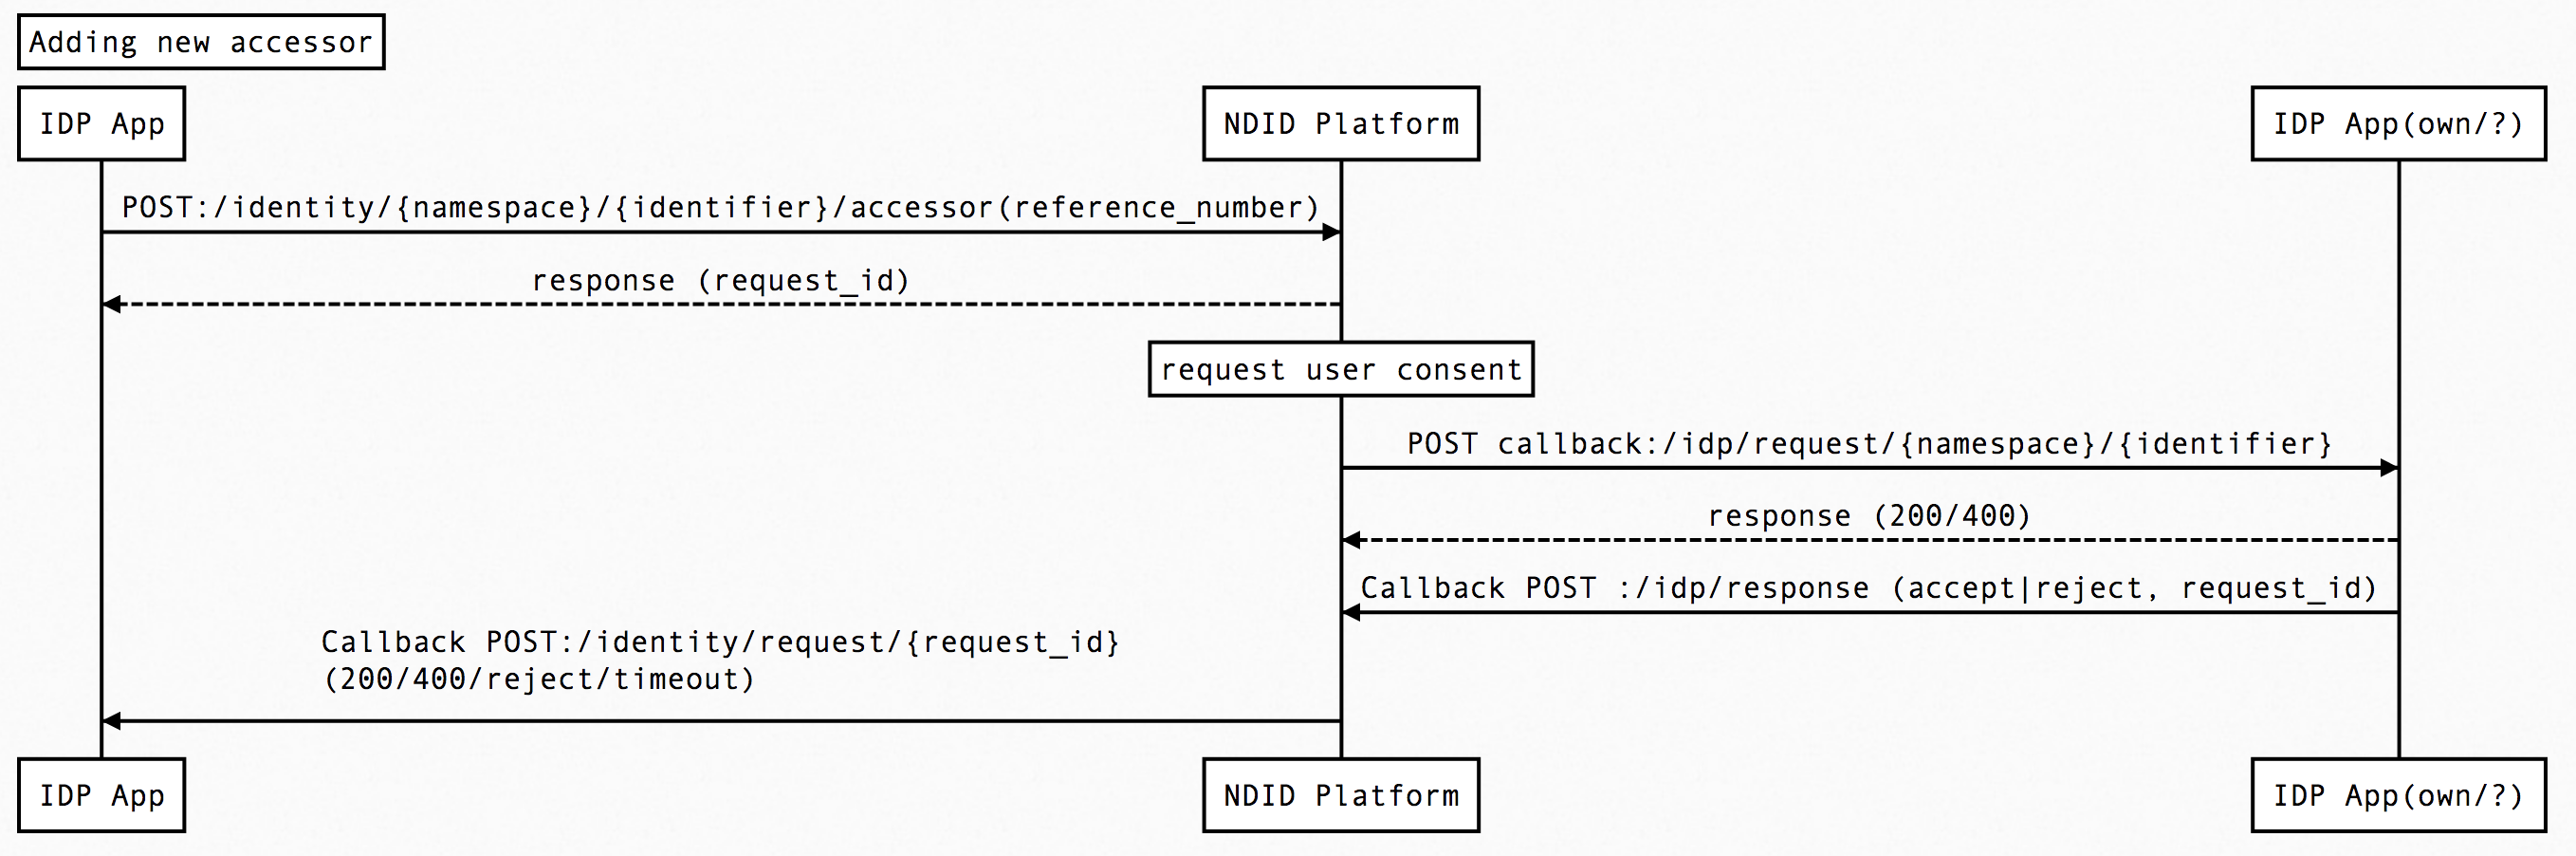 Adding new accessor
IDP App
NDID Platform
IDP App(own/?)
POST:/identity/{namespace}/{identifier}/accessor(reference_number)
response (request_id)
request user consent
POST callback:/idp/request/{namespace}/{identifier}
response (200/400)
Callback POST :/idp/response (accept|reject, request_id)
Callback POST:/identity/request/{request_id}
(200/400/reject/timeout)
IDP App
NDID Platform
IDP App(own/?)